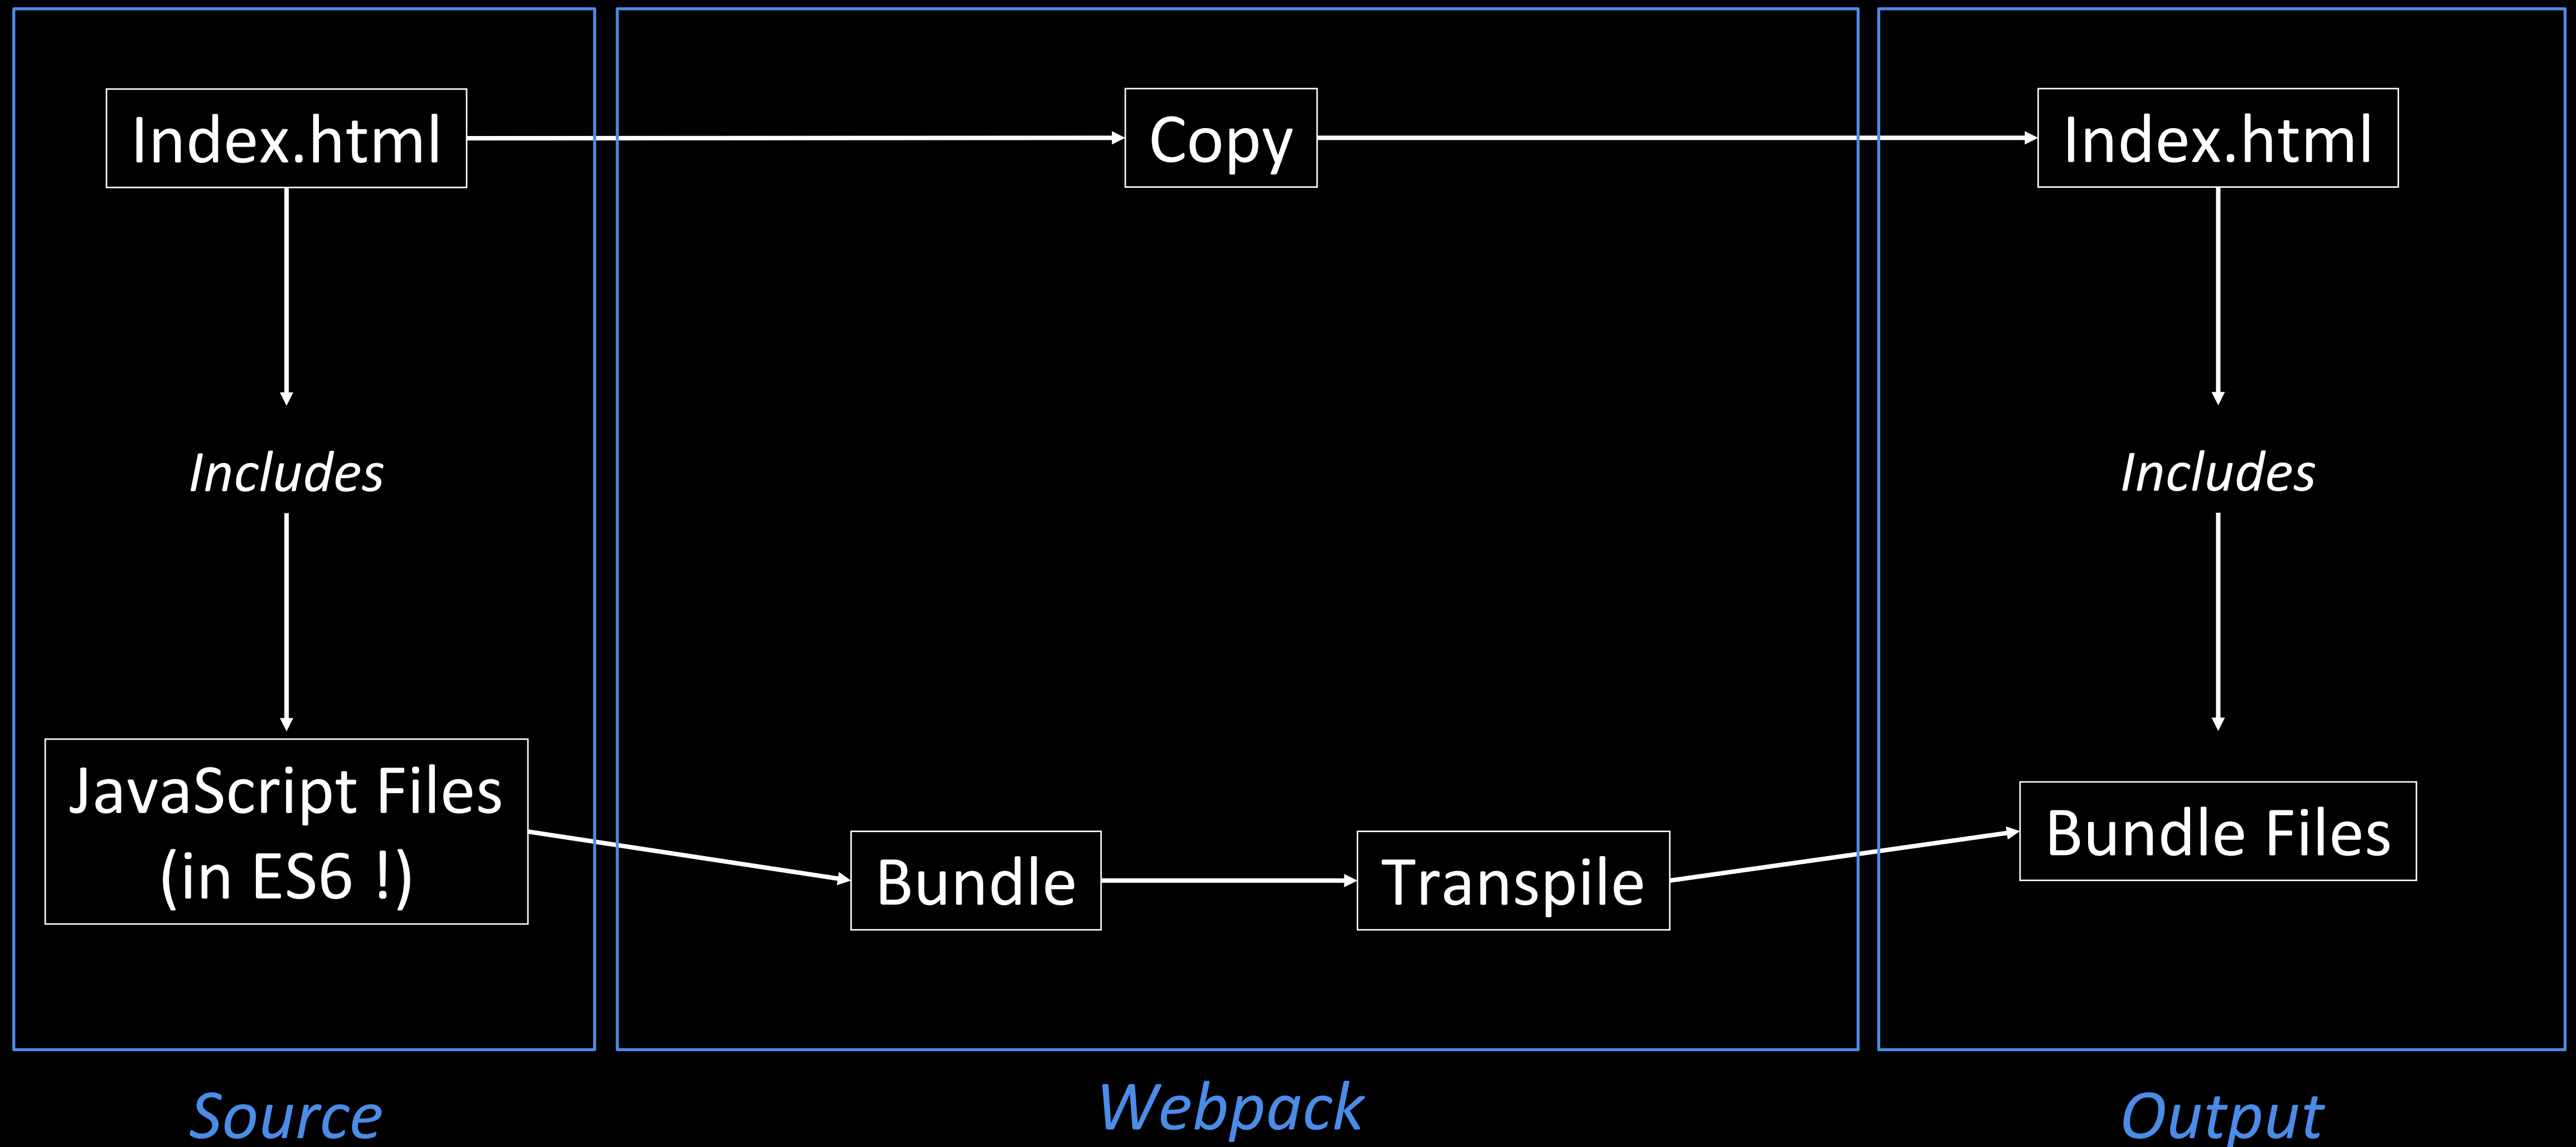 Index.html
Copy
Index.html
Includes
Includes
JavaScript Files
(in ES6 !)
Bundle
Transpile
Bundle Files
Source
Webpack
Output